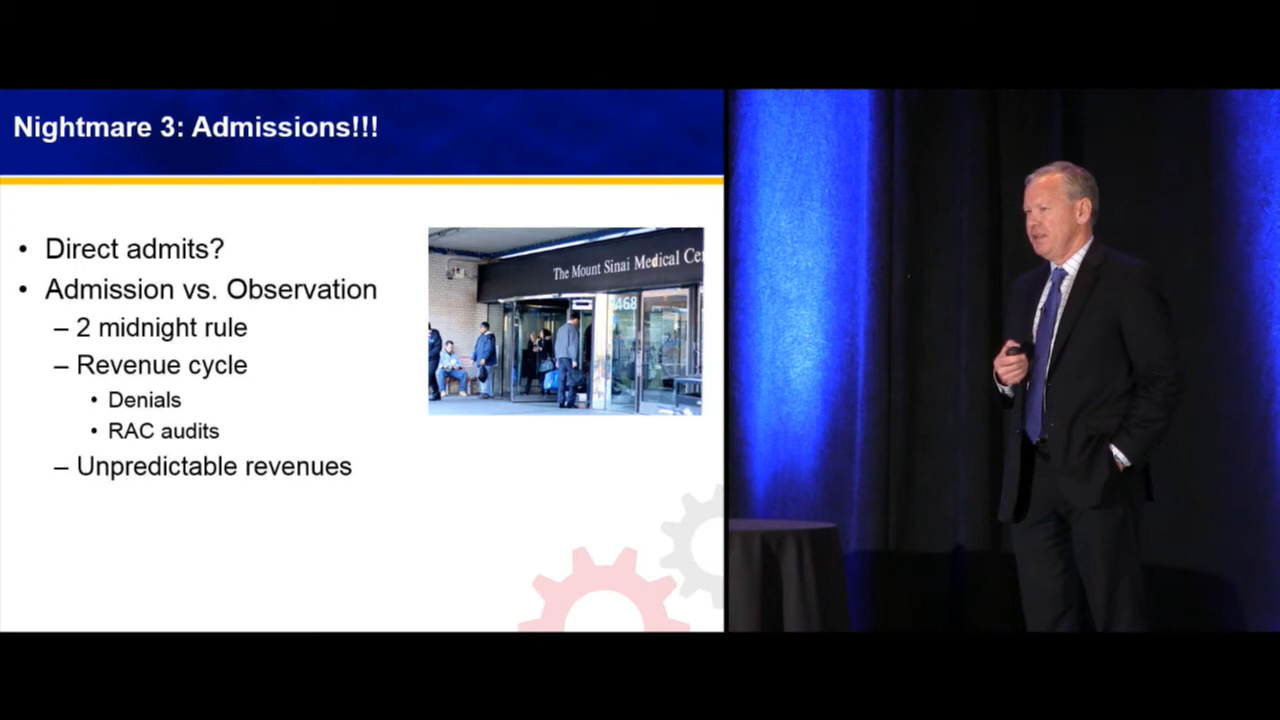 Nightmare 3: Admissions!!!
• Direct admits?
• Admission vs. Observation
– 2 midnight rule
– Revenue cycle
• Denials
• RAC audits
– Unpredictable revenues
The Mount Sinai Medical Ce
468